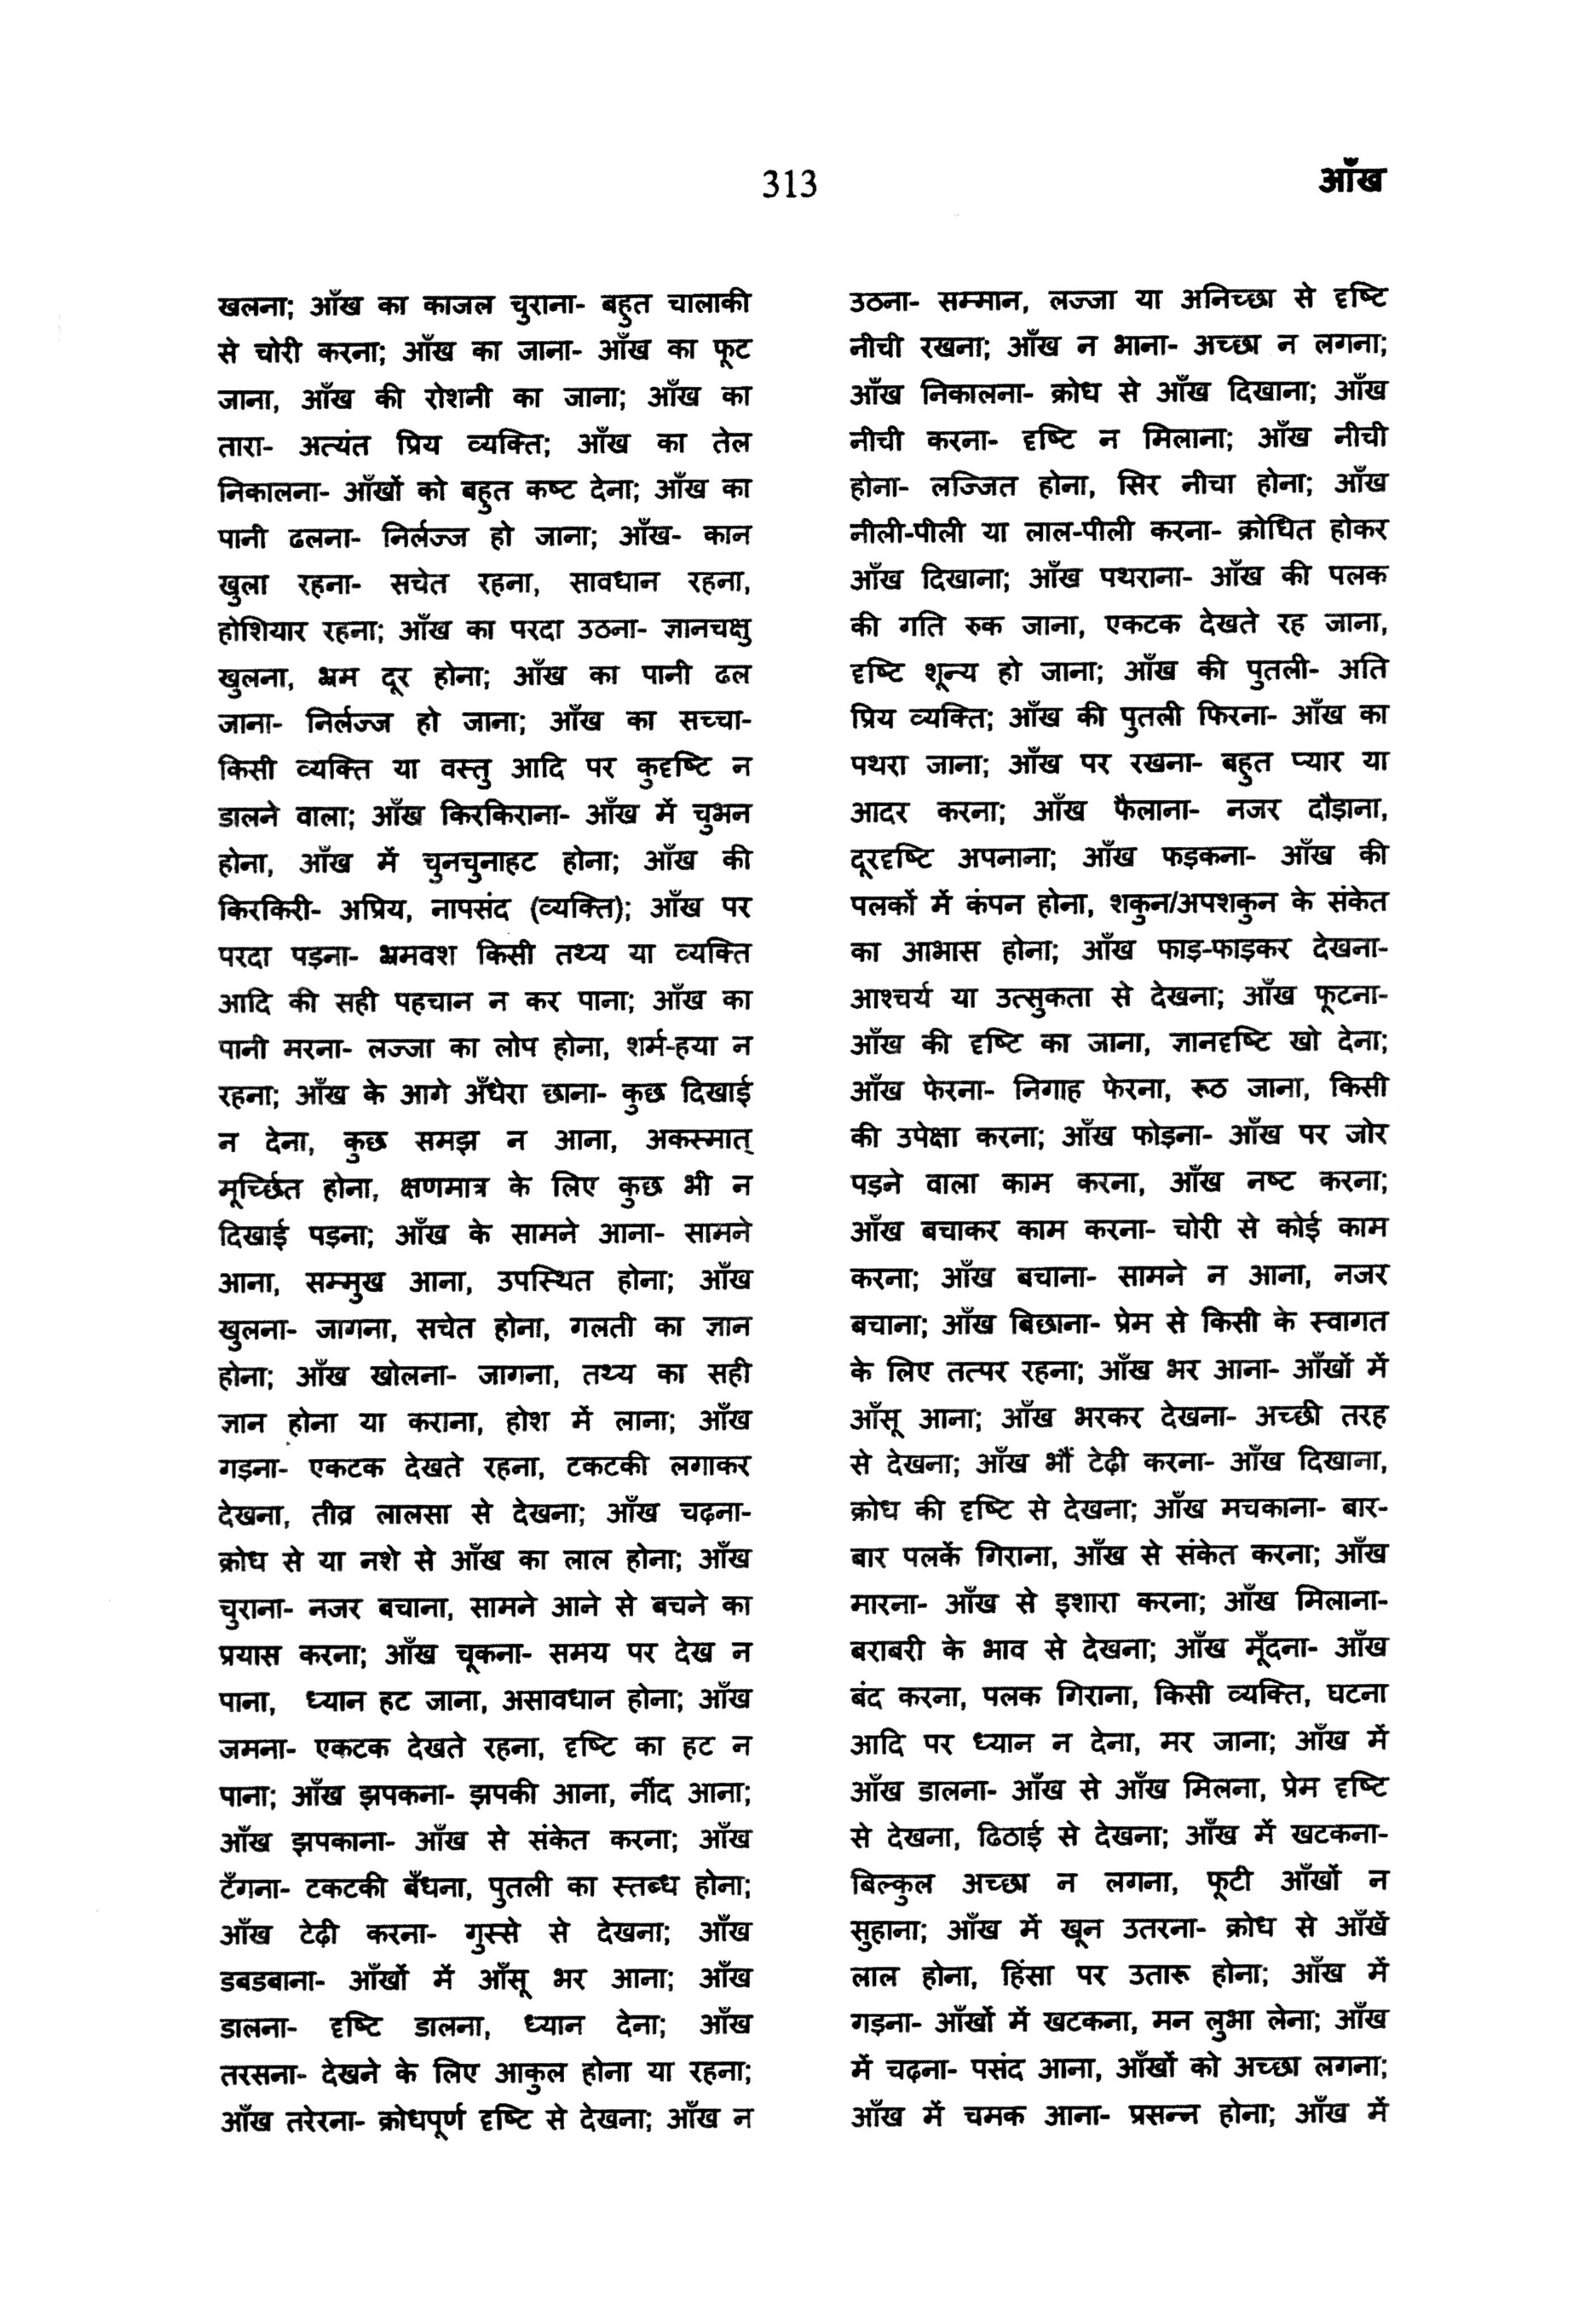 313
आँख
खलना; आँख का काजल चुराना- बहुत चालाकी
से चोरी करना; आँख का जाना- आँख का फूट
जाना, आँख की रोशनी का जाना; आँख का
तारा- अत्यंत प्रिय व्यक्ति; आँख का तेल
निकालना- आँखों को बहुत कष्ट देना; आँख का
पानी ढलना- निर्लज्ज हो जाना; आँख- कान
खुला रहना- सचेत रहना, सावधान रहना,
होशियार रहना; आँख का परदा उठना- ज्ञानचक्षु
खुलना, भ्रम दूर होना; आँख का पानी ढल
जाना- निर्लज्ज हो जाना; आँख का सच्चा-
किसी व्यक्ति या वस्तु आदि पर कुदृष्टि न
डालने वाला; आँख किरकिराना- आँख में चुभन
होना, आँख में चुनचुनाहट होना; आँख की
किरकिरी- अप्रिय, नापसंद (व्यक्ति); आँख पर
परदा पड़ना- भ्रमवश किसी तथ्य या व्यक्ति
आदि की सही पहचान न कर पाना; आँख का
पानी मरना- लज्जा का लोप होना, शर्म-हया न
रहना; आँख के आगे अँधेरा छाना- कुछ दिखाई
न देना, कुछ समझ न आना, अकस्मात्
मूर्च्छित होना, क्षणमात्र के लिए कुछ भी न
दिखाई पड़ना; आँख के सामने आना- सामने
आना, सम्मुख आना, उपस्थित होना; आँख
खुलना- जागना, सचेत होना, गलती का ज्ञान
होना; आँख खोलना- जागना, तथ्य का सही
ज्ञान होना या कराना, होश में लाना; आँख
गड़ना- एकटक देखते रहना, टकटकी लगाकर
देखना, तीव्र लालसा से देखना; आँख चढ़ना-
क्रोध से या नशे से आँख का लाल होना; आँख
चुराना- नजर बचाना, सामने आने से बचने का
प्रयास करना; आँख चूकना- समय पर देख न
पाना, ध्यान हट जाना, असावधान होना; आँख
जमना- एकटक देखते रहना, दृष्टि का हट न
पाना; आँख झपकना- झपकी आना, नींद आना;
आँख झपकाना- आँख से संकेत करना; आँख
टँगना- टकटकी बँधना, पुतली का स्तब्ध होना;
आँख टेढ़ी करना- गुस्से से देखना; आँख
डबडबाना- आँखों में आँसू भर आना; आँख
डालना- दृष्टि डालना, ध्यान देना; आँख
तरसना- देखने के लिए आकुल होना या रहना;
आँख तरेरना- क्रोधपूर्ण दृष्टि से देखना; आँख न
उठना- सम्मान, लज्जा या अनिच्छा से दृष्टि
नीची रखना; आँख न भाना- अच्छा न लगना;
आँख निकालना- क्रोध से आँख दिखाना; आँख
नीची करना- दृष्टि न मिलाना; आँख नीची
होना- लज्जित होना, सिर नीचा होना; आँख
नीली-पीली या लाल-पीली करना- क्रोधित होकर
आँख दिखाना; आँख पथराना- आँख की पलक
की गति रुक जाना, एकटक देखते रह जाना,
दृष्टि शून्य हो जाना; आँख की पुतली- अति
प्रिय व्यक्ति; आँख की पुतली फिरना- आँख का
पथरा जाना; आँख पर रखना- बहुत प्यार या
आदर करना; आँख फैलाना- नजर दौड़ाना,
दूरदृष्टि अपनाना; आँख फड़कना- आँख की
पलकों में कंपन होना, शकुन/अपशकुन के संकेत
का आभास होना; आँख फाड़-फाड़कर देखना-
आश्चर्य या उत्सुकता से देखना; आँख फूटना-
आँख की दृष्टि का जाना, ज्ञानदृष्टि खो देना;
आँख फेरना- निगाह फेरना, रूठ जाना, किसी
की उपेक्षा करना; आँख फोड़ना- आँख पर जोर
पड़ने वाला काम करना, आँख नष्ट करना;
आँख बचाकर काम करना- चोरी से कोई काम
करना; आँख बचाना- सामने न आना, नजर
बचाना; आँख बिछाना- प्रेम से किसी के स्वागत
के लिए तत्पर रहना; आँख भर आना- आँखों में
आँसू आना; आँख भरकर देखना- अच्छी तरह
से देखना; आँख भौं टेढ़ी करना- आँख दिखाना,
क्रोध की दृष्टि से देखना; आँख मचकाना- बार-
बार पलकें गिराना, आँख से संकेत करना; आँख
मारना- आँख से इशारा करना; आँख मिलाना-
बराबरी के भाव से देखना; आँख मूँदना- आँख
बंद करना, पलक गिराना, किसी व्यक्ति, घटना
आदि पर ध्यान न देना, मर जाना; आँख में
आँख डालना- आँख से आँख मिलना, प्रेम दृष्टि
से देखना, ढिठाई से देखना; आँख में खटकना-
बिल्कुल अच्छा न लगना, फूटी आँखों न
सुहाना; आँख में खून उतरना- क्रोध से आँखें
लाल होना, हिंसा पर उतारू होना; आँख में
गड़ना- आँखों में खटकना, मन लुभा लेना; आँख
में चढ़ना- पसंद आना, आँखों को अच्छा लगना;
आँख में चमक आना- प्रसन्न होना; आँख में